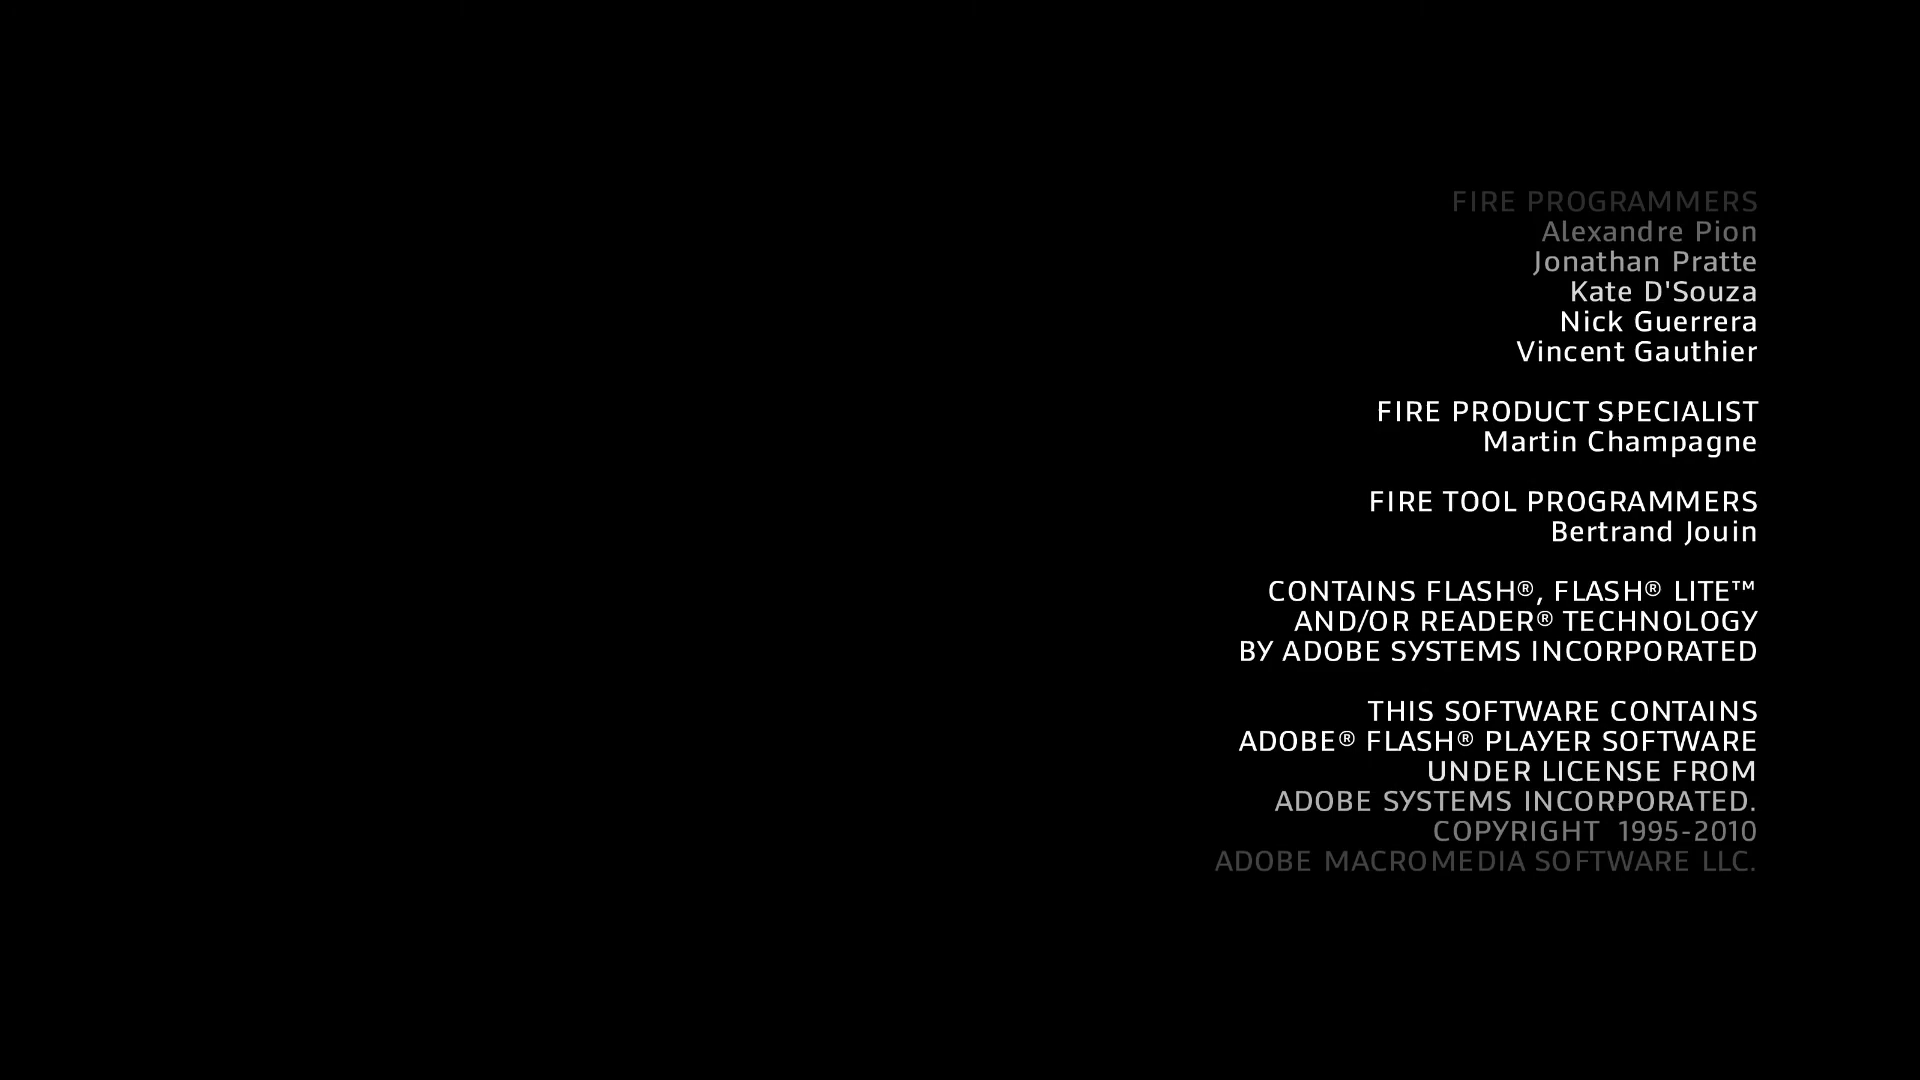 FIRE PROGRAMMERS
Alexandre Pion
Jonathan Pratte
Kate D'Souza
Nick Guerrera
Vincent Gauthier
FIRE PRODUCT SPECIALIST
Martin Champagne
FIRE TOOL PROGRAMMERS
Bertrand Jouin
CONTAINS FLASH®, FLASH® LITE™
AND/OR READER® TECHNOLOGY
BY ADOBE SYSTEMS INCORPORATED
THIS SOFTWARE CONTAINS
ADOBE® FLASH® PLAYER SOFTWARE
UNDER LICENSE FROM
ADOBE SYSTEMS INCORPORATED.
COPYRIGHT 1995-2010
ADOBE MACROMEDIA SOFTWARE LLC.